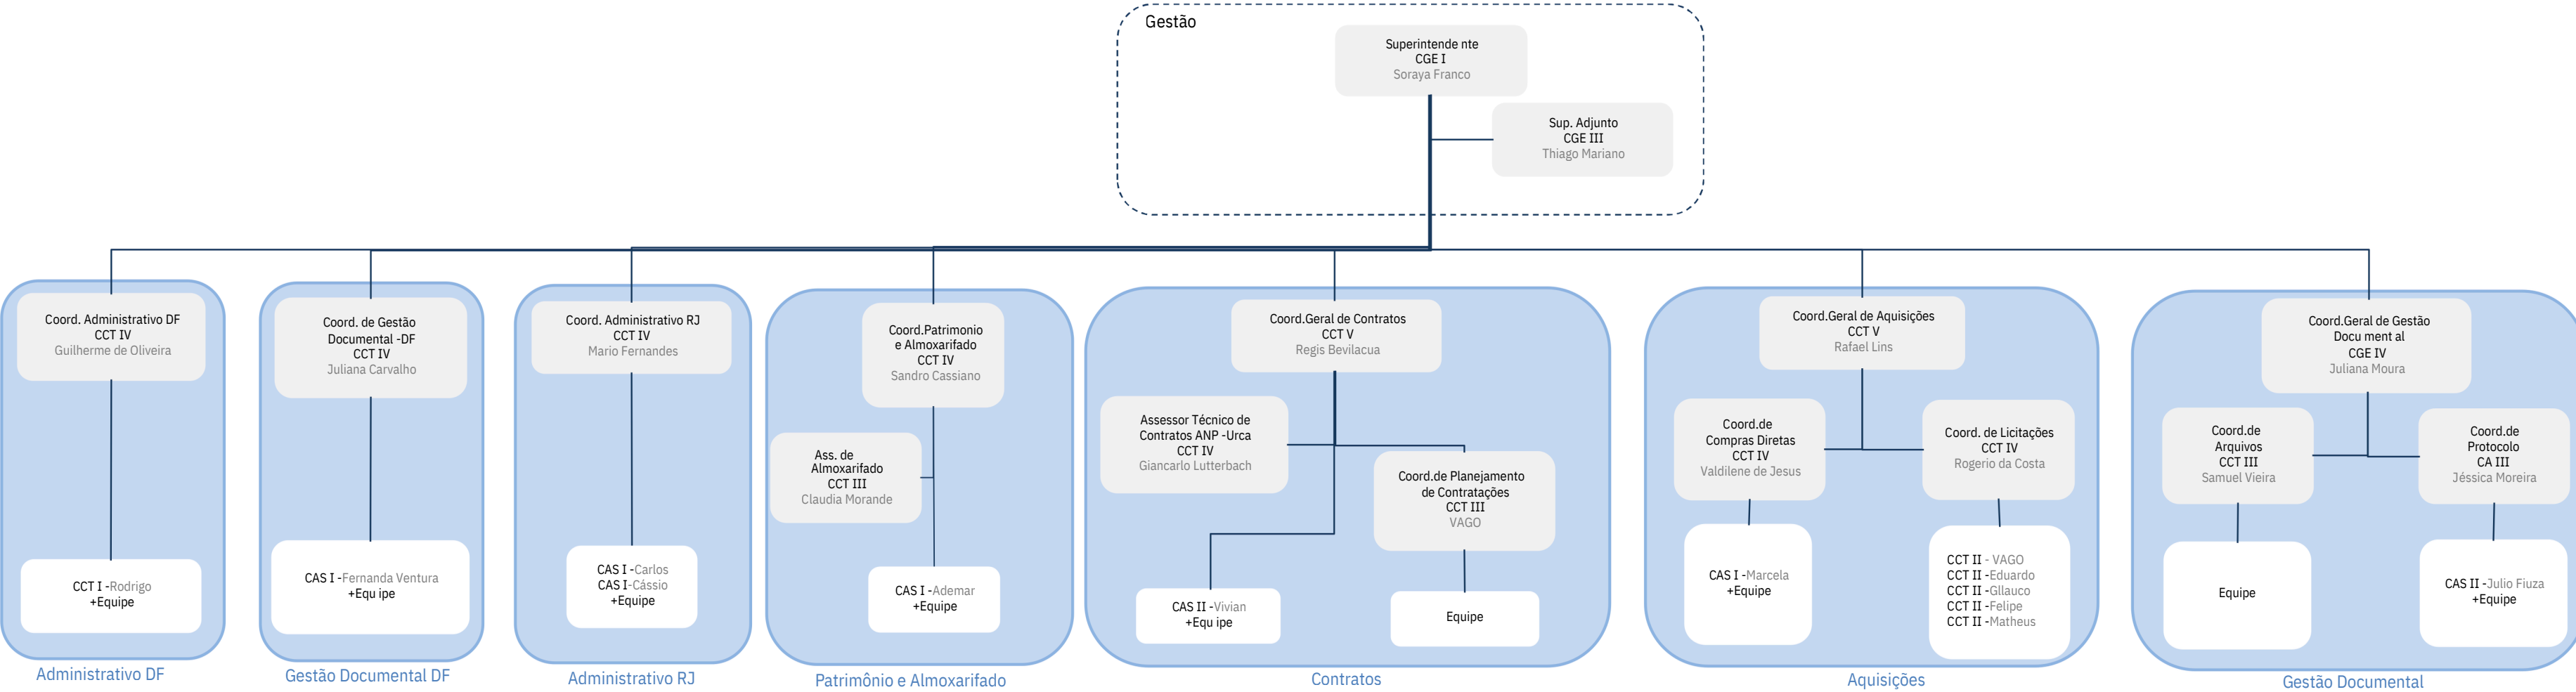 Gestão
Superintende nte
CGE I
Soraya Franco
Sup. Adjunto
CGE III
Thiago Mariano
Coord. Administrativo DF
CCT IV
Guilherme de Oliveira
CCT I -Rodrigo
+Equipe
Administrativo DF
Coord. de Gestão
Documental -DF
CCT IV
Juliana Carvalho
CAS I -Fernanda Ventura
+Equ ipe
Gestão Documental DF
Coord. Administrativo RJ
CCT IV
Mario Fernandes
CAS I -Carlos
CAS I-Cássio
+Equipe
Administrativo RJ
Coord.Patrimonio
e Almoxarifado
CCT IV
Sandro Cassiano
Ass. de
Almoxarifado
CCT III
Claudia Morande
CAS I -Ademar
+Equipe
Patrimônio e Almoxarifado
Coord.Geral de Contratos
CCT V
Regis Bevilacua
Assessor Técnico de
Contratos ANP -Urca
CCT IV
Giancarlo Lutterbach
Coord.de Planejamento
de Contratações
CCT III
VAGO
CAS II -Vivian
+Equ ipe
Equipe
Contratos
Coord.Geral de Aquisições
CCT V
Rafael Lins
Coord.de
Compras Diretas
CCT IV
Valdilene de Jesus
Coord. de Licitações
CCT IV
Rogerio da Costa
CAS I -Marcela
+Equipe
CCT II - VAGO
CCT II -Eduardo
CCT II -Gllauco
CCT II -Felipe
CCT II -Matheus
Aquisições
Coord.Geral de Gestão
Docu ment al
CGE IV
Juliana Moura
Coord.de
Arquivos
CCT III
Samuel Vieira
Coord.de
Protocolo
CA III
Jéssica Moreira
Equipe
CAS II -Julio Fiuza
+Equipe
Gestão Documental